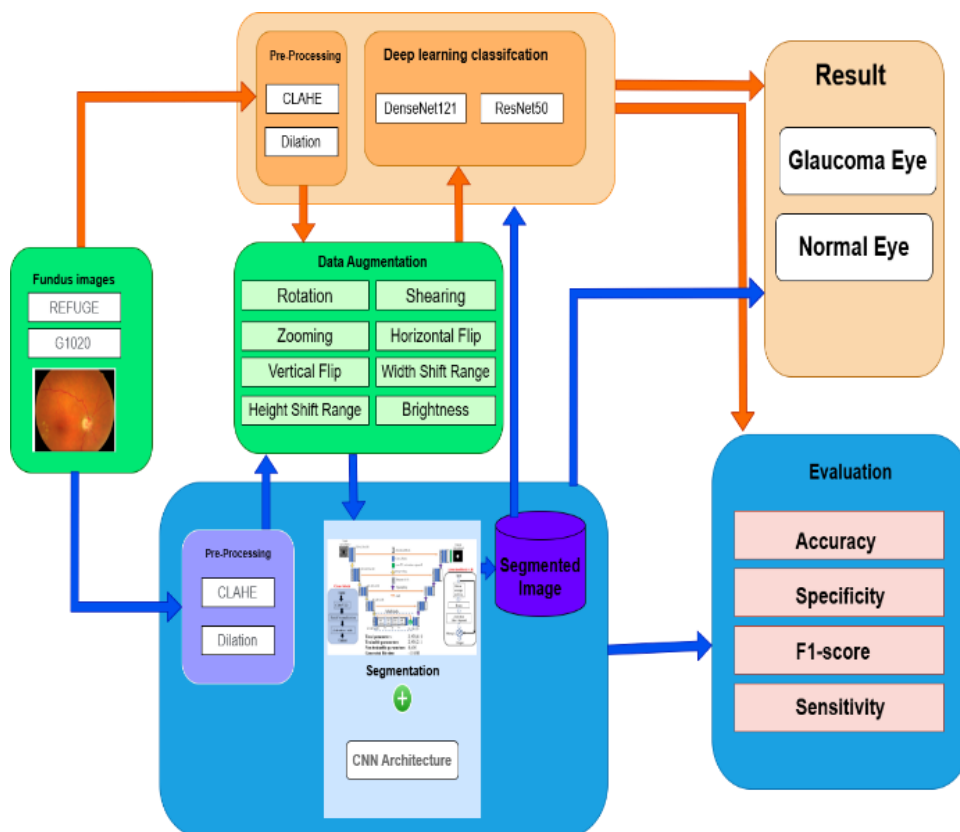 Pre-Processing
CLAHE
Dilation
Deep learning classifcation
DenseNet121
ResNet50
Result
Glaucoma Eye
Normal Eye
Fundus images
REFUGE
G1020
Data Augmentation
Rotation
Shearing
Zooming
Horizontal Flip
Vertical Flip
Width Shift Range
Height Shift Range
Brightness
Pre-Processing
CLAHE
Dilation
Segmentation
CNN Architecture
Segmented
Image
Evaluation
Accuracy
Specificity
F1-score
Sensitivity